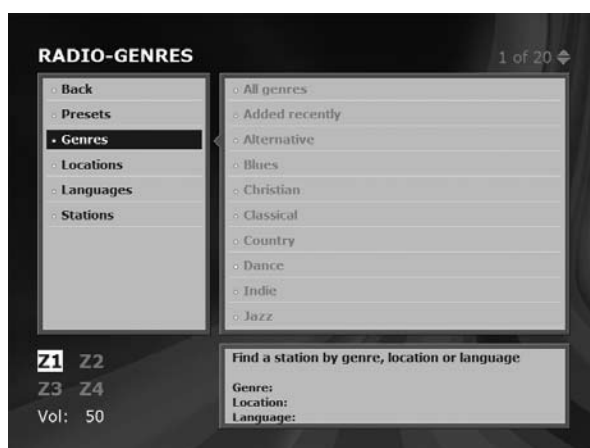 RADIO-GENRES
1 of 20
Back
Presets
Genres
Locations
Languages
Stations
All genres
Added recently
Alternative
Blues
Christian
Classical
Country
Dance
Indie
Jazz
Z1 Z2
Z3 Z4
Vol: 50
Find a station by genre, location or language
Genre:
Location:
Language: